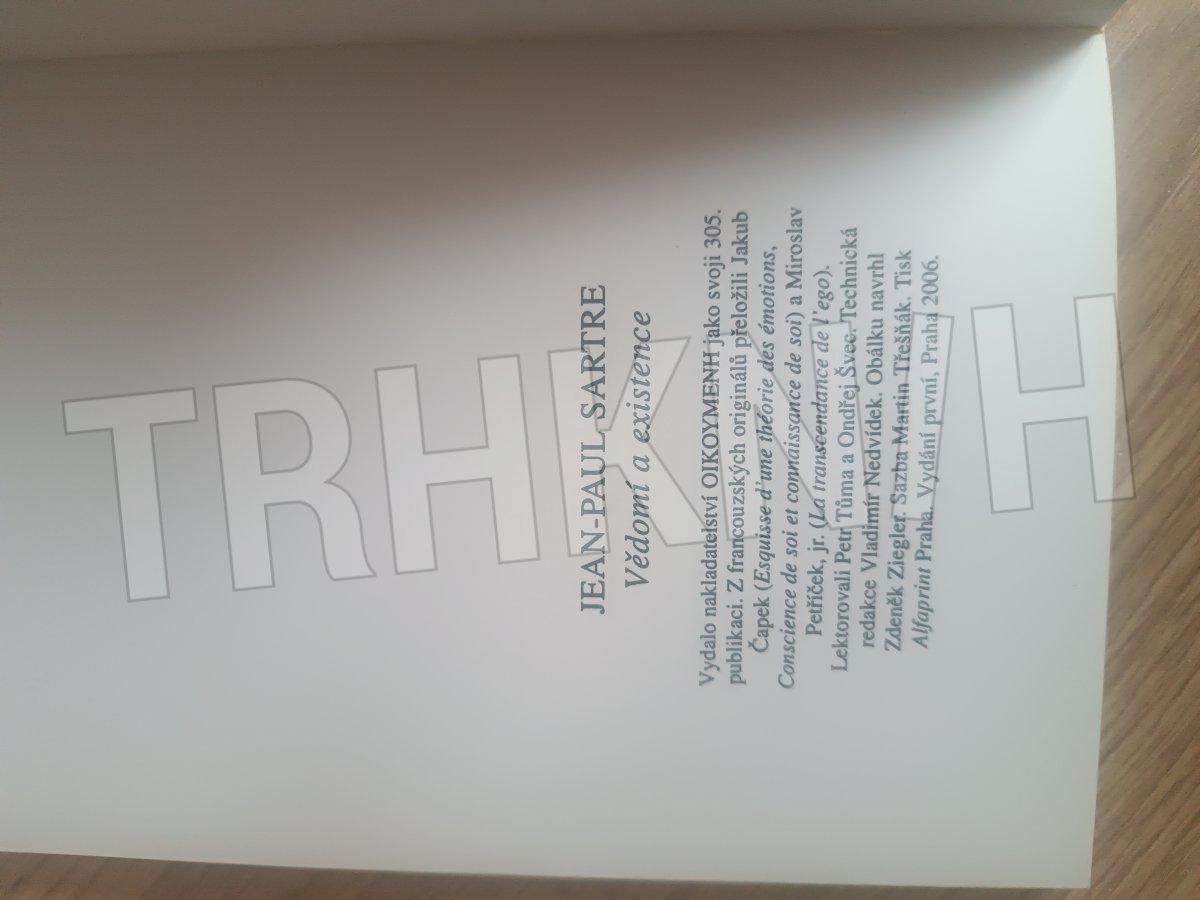 JEAN-PAUL SARTRE
Vědomí a existence
Vydalo nakladatelství OIKOYMENH jako svoji 305.
publikaci. Z francouzských originálů přeložili Jakub
Čapek (Esquisse d'une théorie des émotions,
Conscience de soi et connaissance de soi) a Miroslav
Petříček, jr. (La transcendance de l'ego).
Lektorovali Petr Tůma a Ondřej Švec. Technická
redakce Vladimír Nedvídek. Obálku navrhl
Zdeněk Ziegler. Sazba Martin Třešňák. Tisk
Alfaprint Praha. Vydání první, Praha 2006.
TRHKNIH